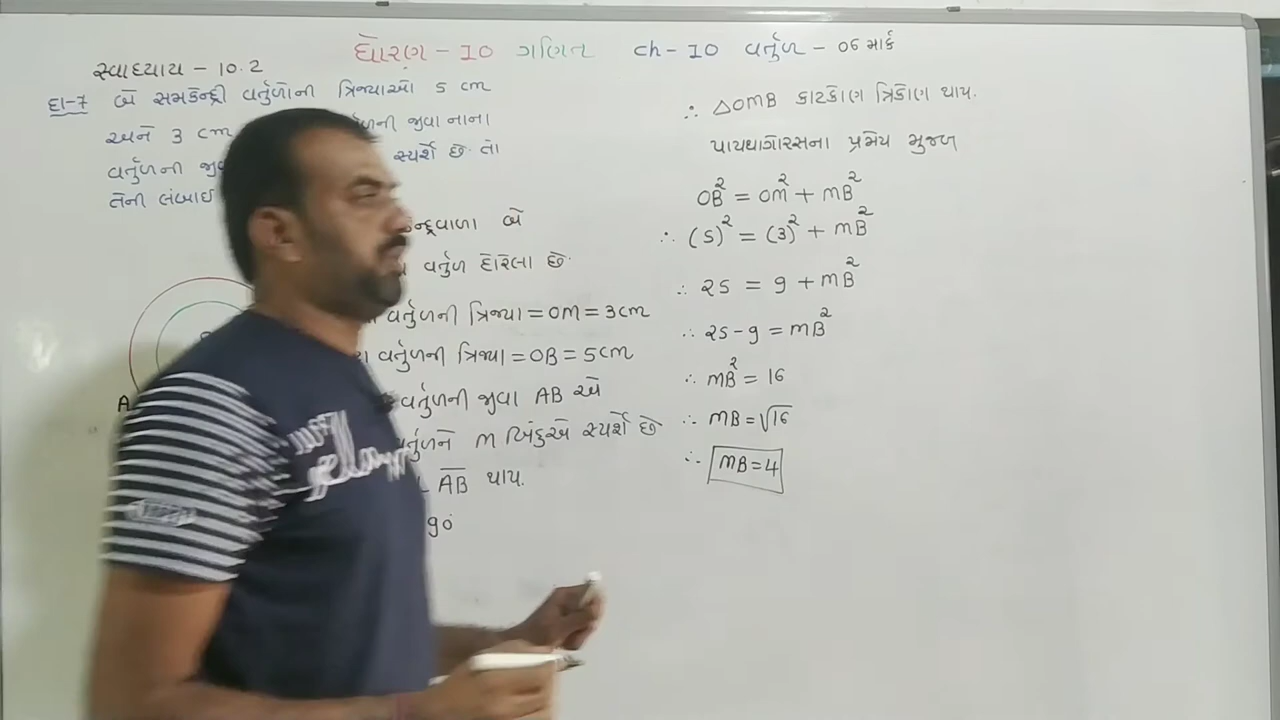 ધોરણ - 10 ગણિત ch - 10 વર્તુળ - 06 માર્ક
સ્વાધ્યાય - 10.2
દા-7 બે સમકેન્દ્રી વર્તુળોની ત્રિજ્યાઓ 5 cm
અને 3 cm ની જીવા નાના
વર્તુળની સ્પર્શે છે તો
તેની લંબાઈ
બે
વર્તુળ દોરેલા છે.
વર્તુળની ત્રિજ્યા = OM = 3cm
વર્તુળની ત્રિજ્યા = OB = 5cm
વર્તુળની જીવા AB એ
M બિંદુએ સ્પર્શે છે
AB થાય.
90
A
∴ △OMB કાટકોણ ત્રિકોણ થાય.
પાયથાગોરસના પ્રમેય મુજબ
OB² = OM² + MB²
∴ (5)² = (3)² + MB²
∴ 25 = 9 + MB²
∴ 25 - 9 = MB²
∴ MB² = 16
∴ MB = √16
∴ MB = 4